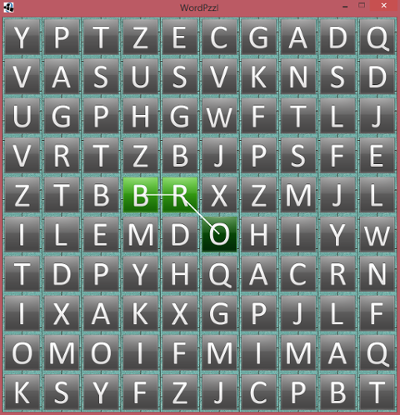 WordPzzl
Y P T Z E C G A D Q
V A S U S V K N S D
U G P H G W F T L J
V R T Z B J P S F E
Z T B B R X Z M J L
I L E M D O H I Y W
T D P Y H Q A C R N
I X A K X G P J L F
O M O I F M I M A Q
K S Y F Z J C P B T